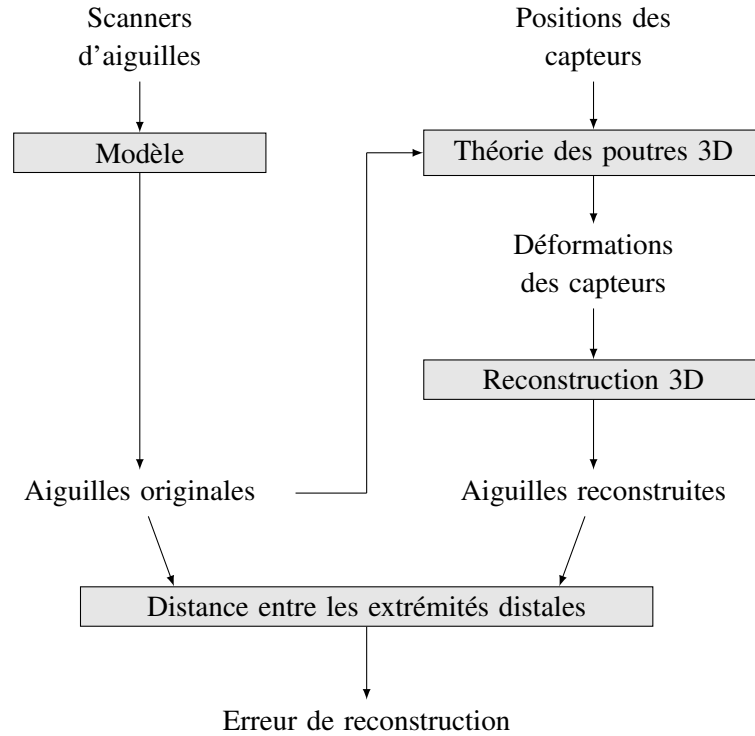 Scanners
d'aiguilles
Positions des
capteurs
Modèle
Théorie des poutres 3D
Déformations
des capteurs
Reconstruction 3D
Aiguilles originales
Aiguilles reconstruites
Distance entre les extrémités distales
Erreur de reconstruction